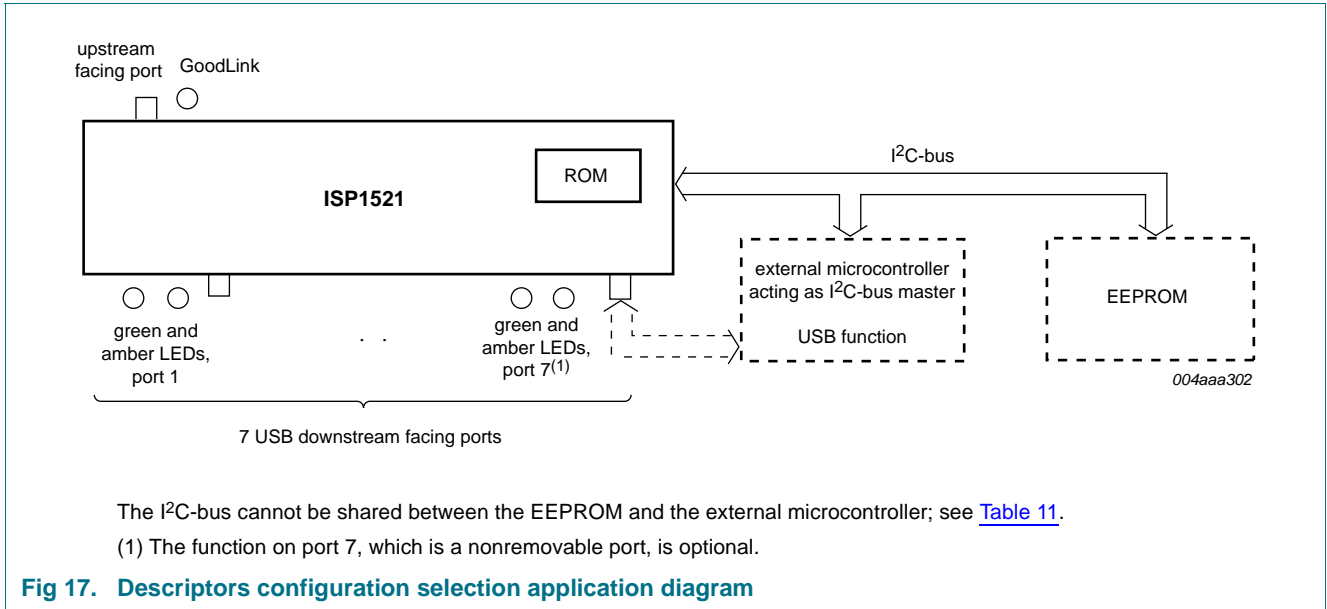 upstream
facing port
GoodLink
I2C-bus
ROM
ISP1521
external microcontroller
acting as I2C-bus master
USB function
EEPROM
green and
amber LEDs,
port 1
. .
green and
amber LEDs,
port 7(1)
004aaa302
7 USB downstream facing ports
The I2C-bus cannot be shared between the EEPROM and the external microcontroller; see Table 11.
(1) The function on port 7, which is a nonremovable port, is optional.
Fig 17. Descriptors configuration selection application diagram